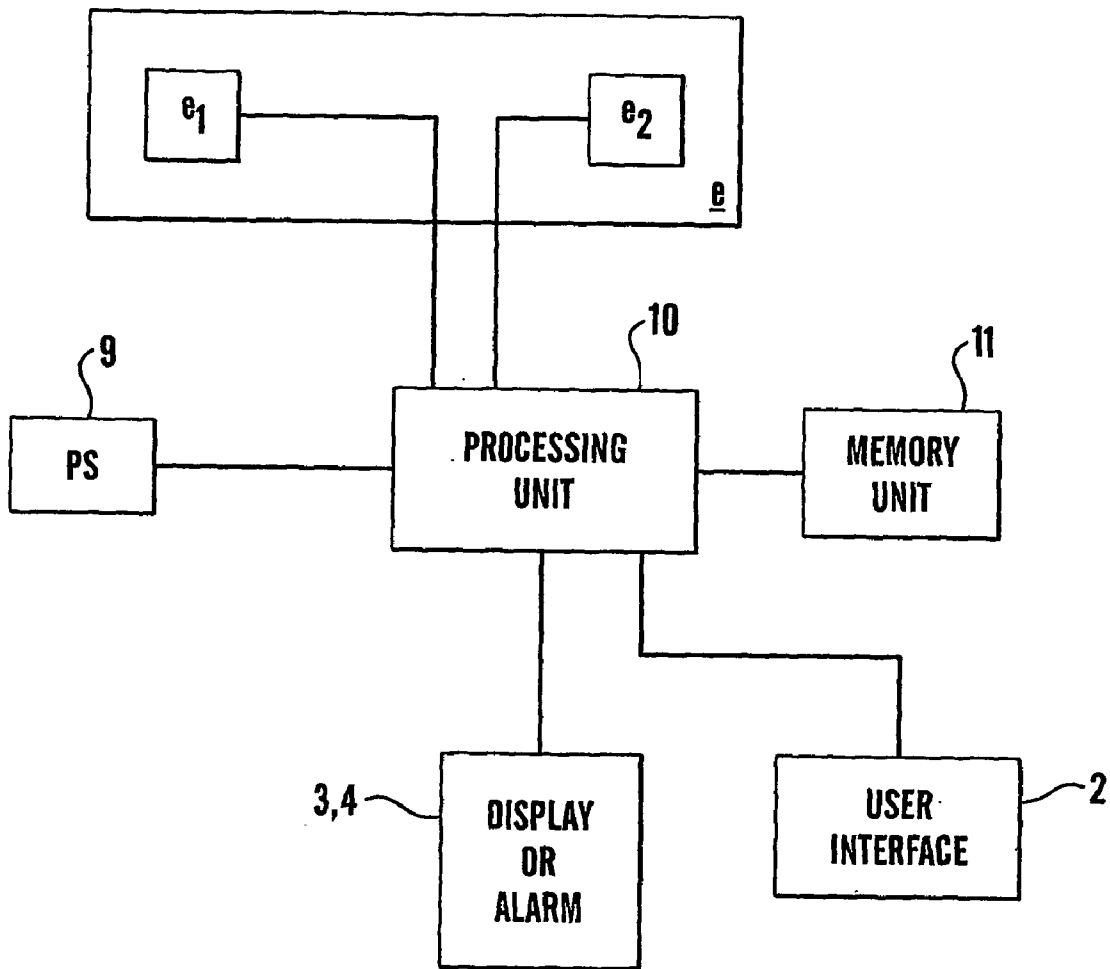 e1
e2
e
10
9
11
PS
PROCESSING
UNIT
MEMORY
UNIT
3,4
DISPLAY
OR
ALARM
USER
INTERFACE
2